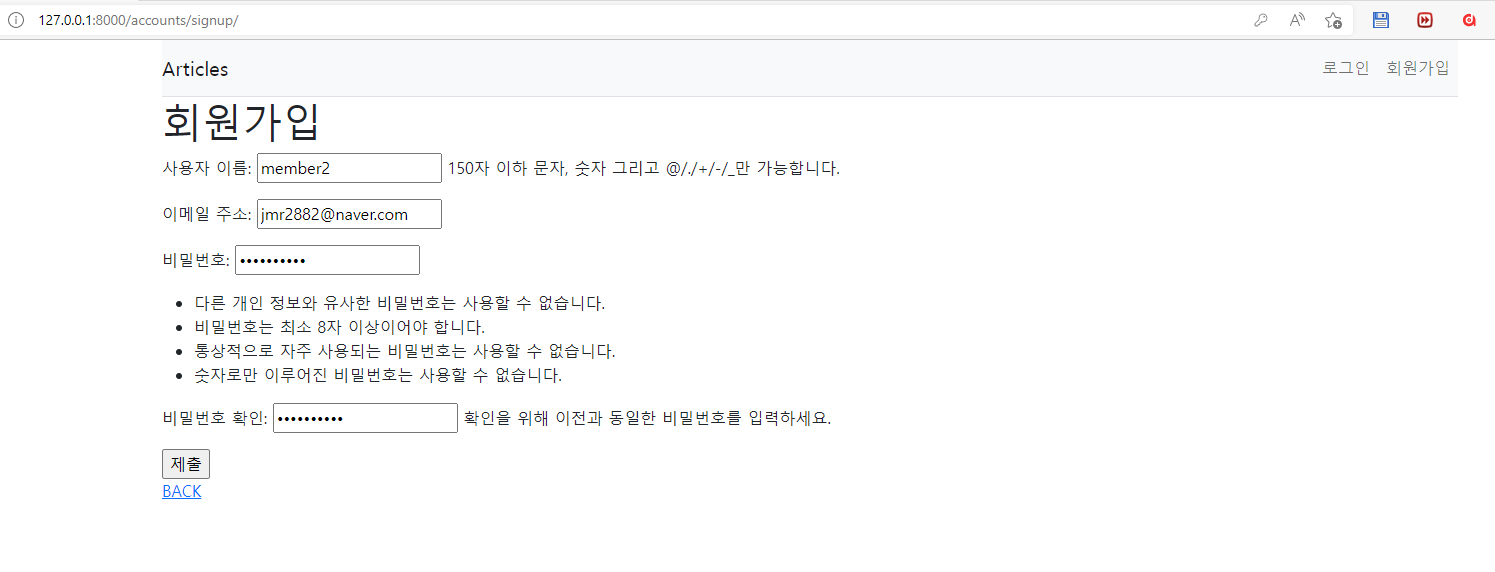 127.0.0.1:8000/accounts/signup/
Articles 로그인 회원가입
회원가입
사용자 이름: member2 150자 이하 문자, 숫자 그리고 @/./+/-/_만 가능합니다.
이메일 주소: jmr2882@naver.com
비밀번호: ••••••••••
• 다른 개인 정보와 유사한 비밀번호는 사용할 수 없습니다.
• 비밀번호는 최소 8자 이상이어야 합니다.
• 통상적으로 자주 사용되는 비밀번호는 사용할 수 없습니다.
• 숫자로만 이루어진 비밀번호는 사용할 수 없습니다.
비밀번호 확인: •••••••••• 확인을 위해 이전과 동일한 비밀번호를 입력하세요.
제출
BACK